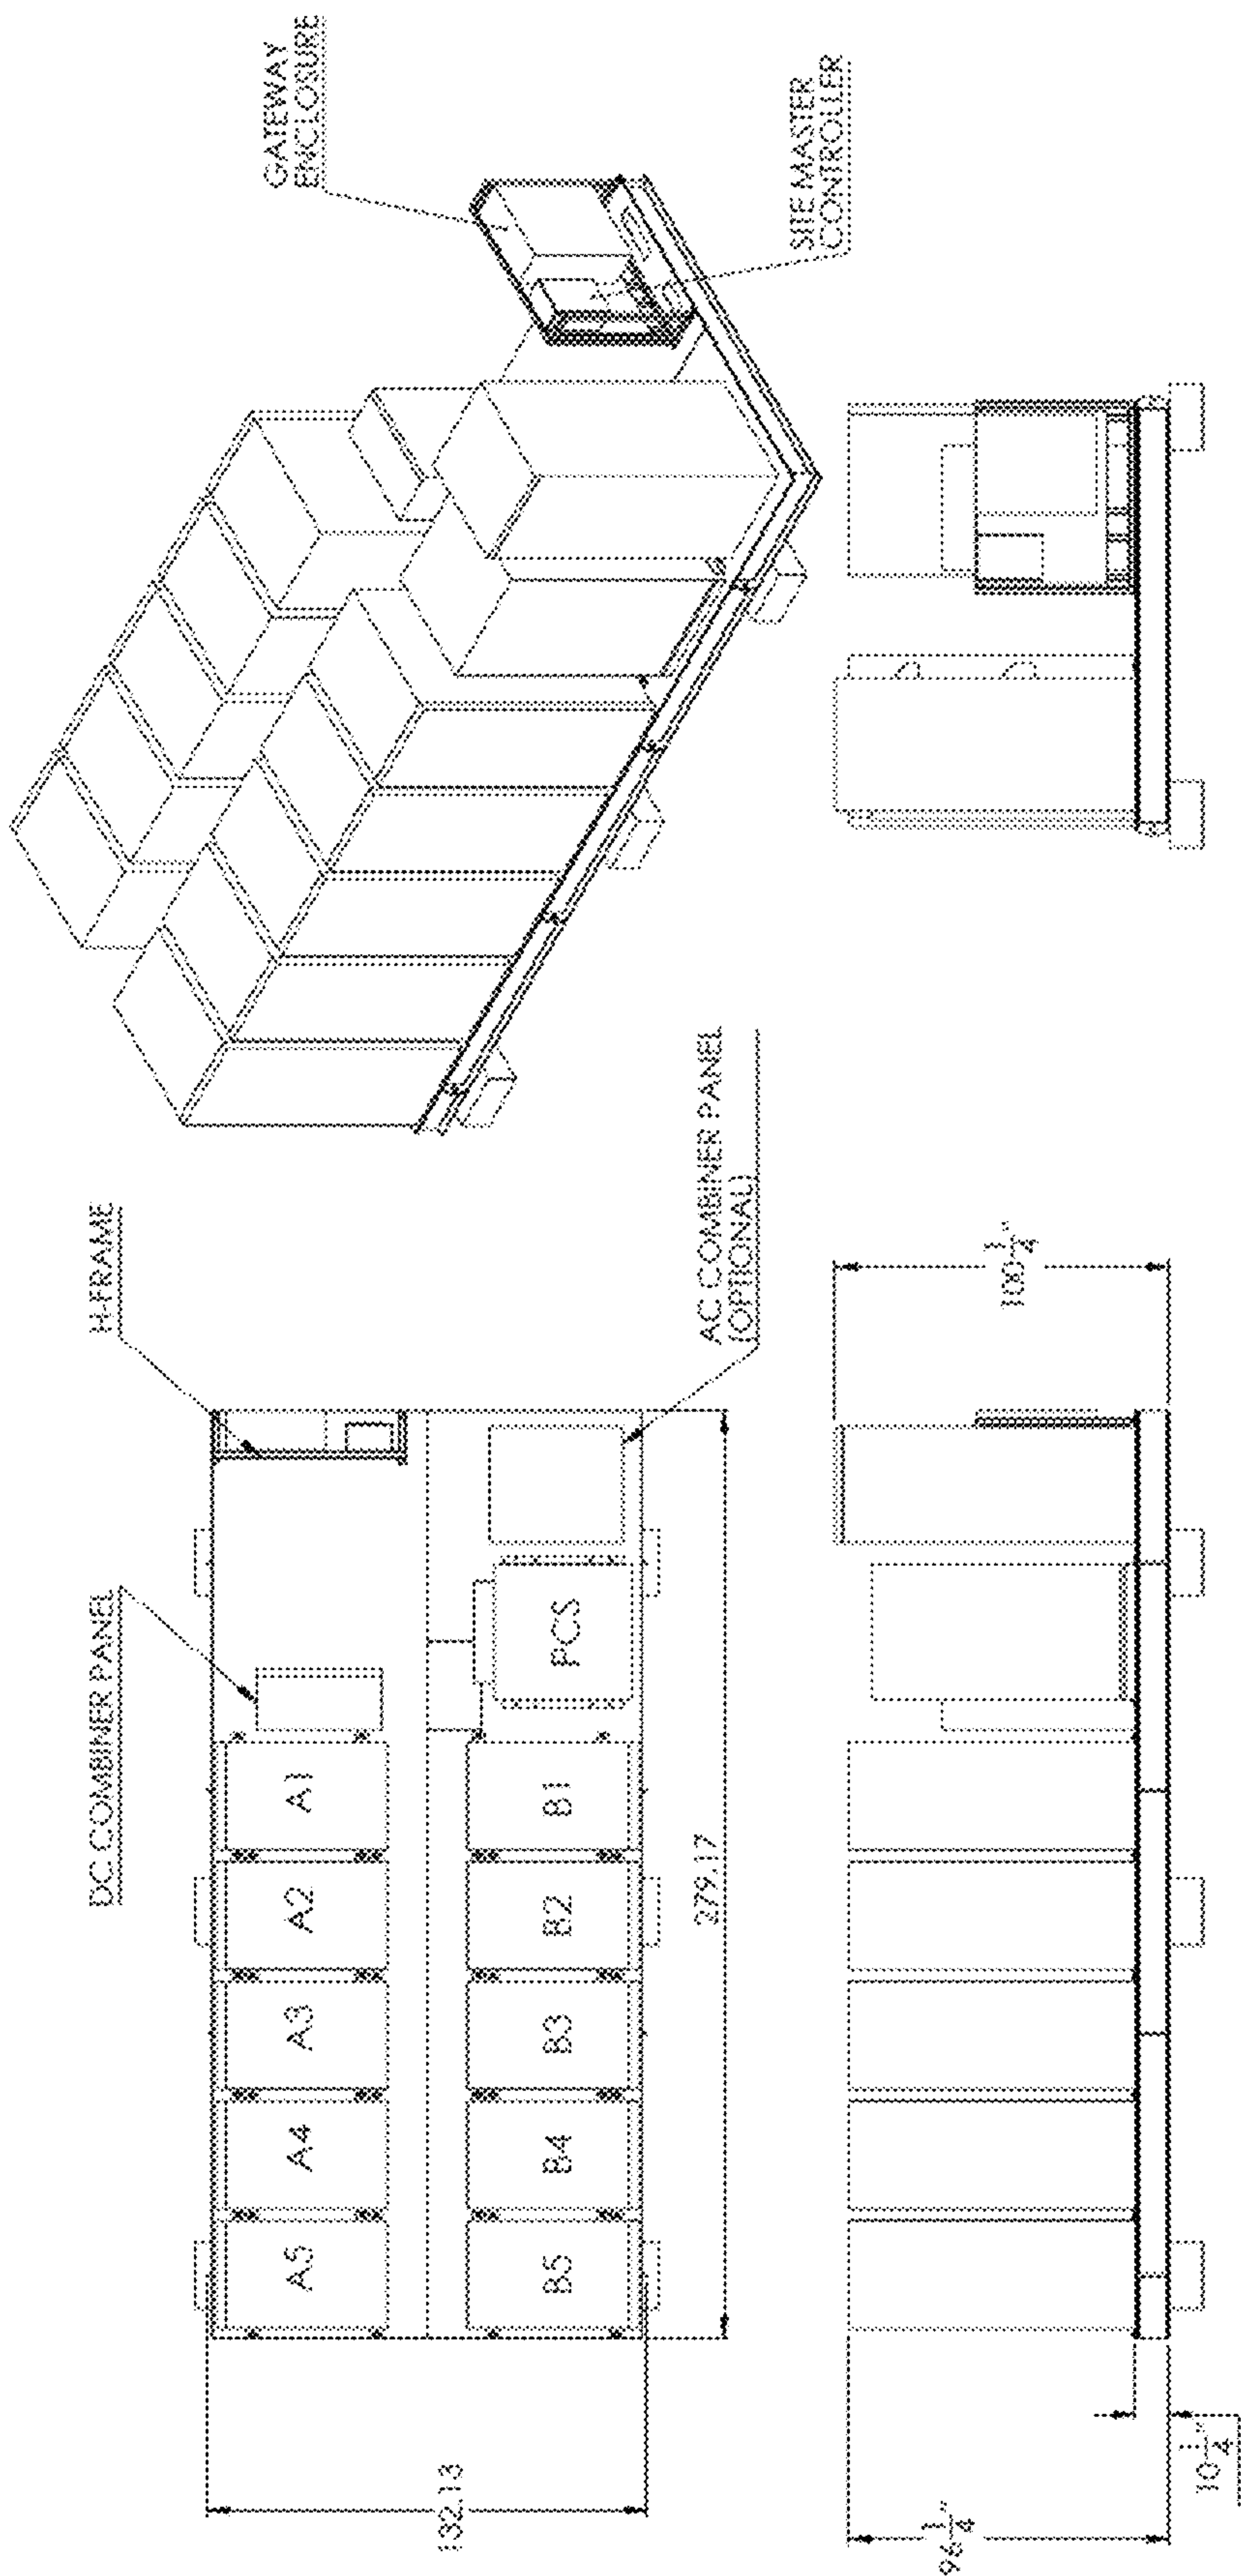 H-FRAME
DC COMBINER PANEL
A5
A4
A3
A2
A1
B5
B4
B3
B2
B1
PCS
AC COMBINER PANEL
(OPTIONAL)
132.13
279.17
GATEWAY
ENCLOSURE
SITE MASTER
CONTROLLER
96 1/4"
10 1/4"
100 1/4"